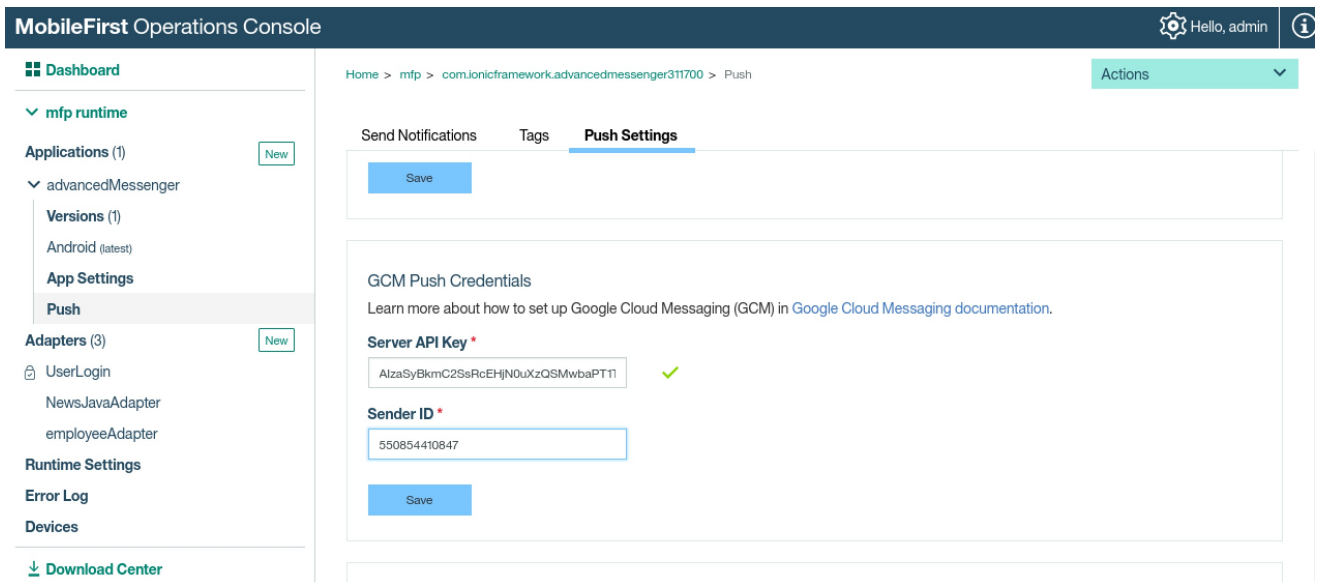 MobileFirst Operations Console
Hello, admin
Dashboard
mfp runtime
Applications (1)
New
advancedMessenger
Versions (1)
Android (latest)
App Settings
Push
Adapters (3)
New
UserLogin
NewsJavaAdapter
employeeAdapter
Runtime Settings
Error Log
Devices
Download Center
Home > mfp > com.ionicframework.advancedmessenger311700 > Push
Actions
Send Notifications Tags Push Settings
Save
GCM Push Credentials
Learn more about how to set up Google Cloud Messaging (GCM) in Google Cloud Messaging documentation.
Server API Key *
Sender ID *
550854410847
Save